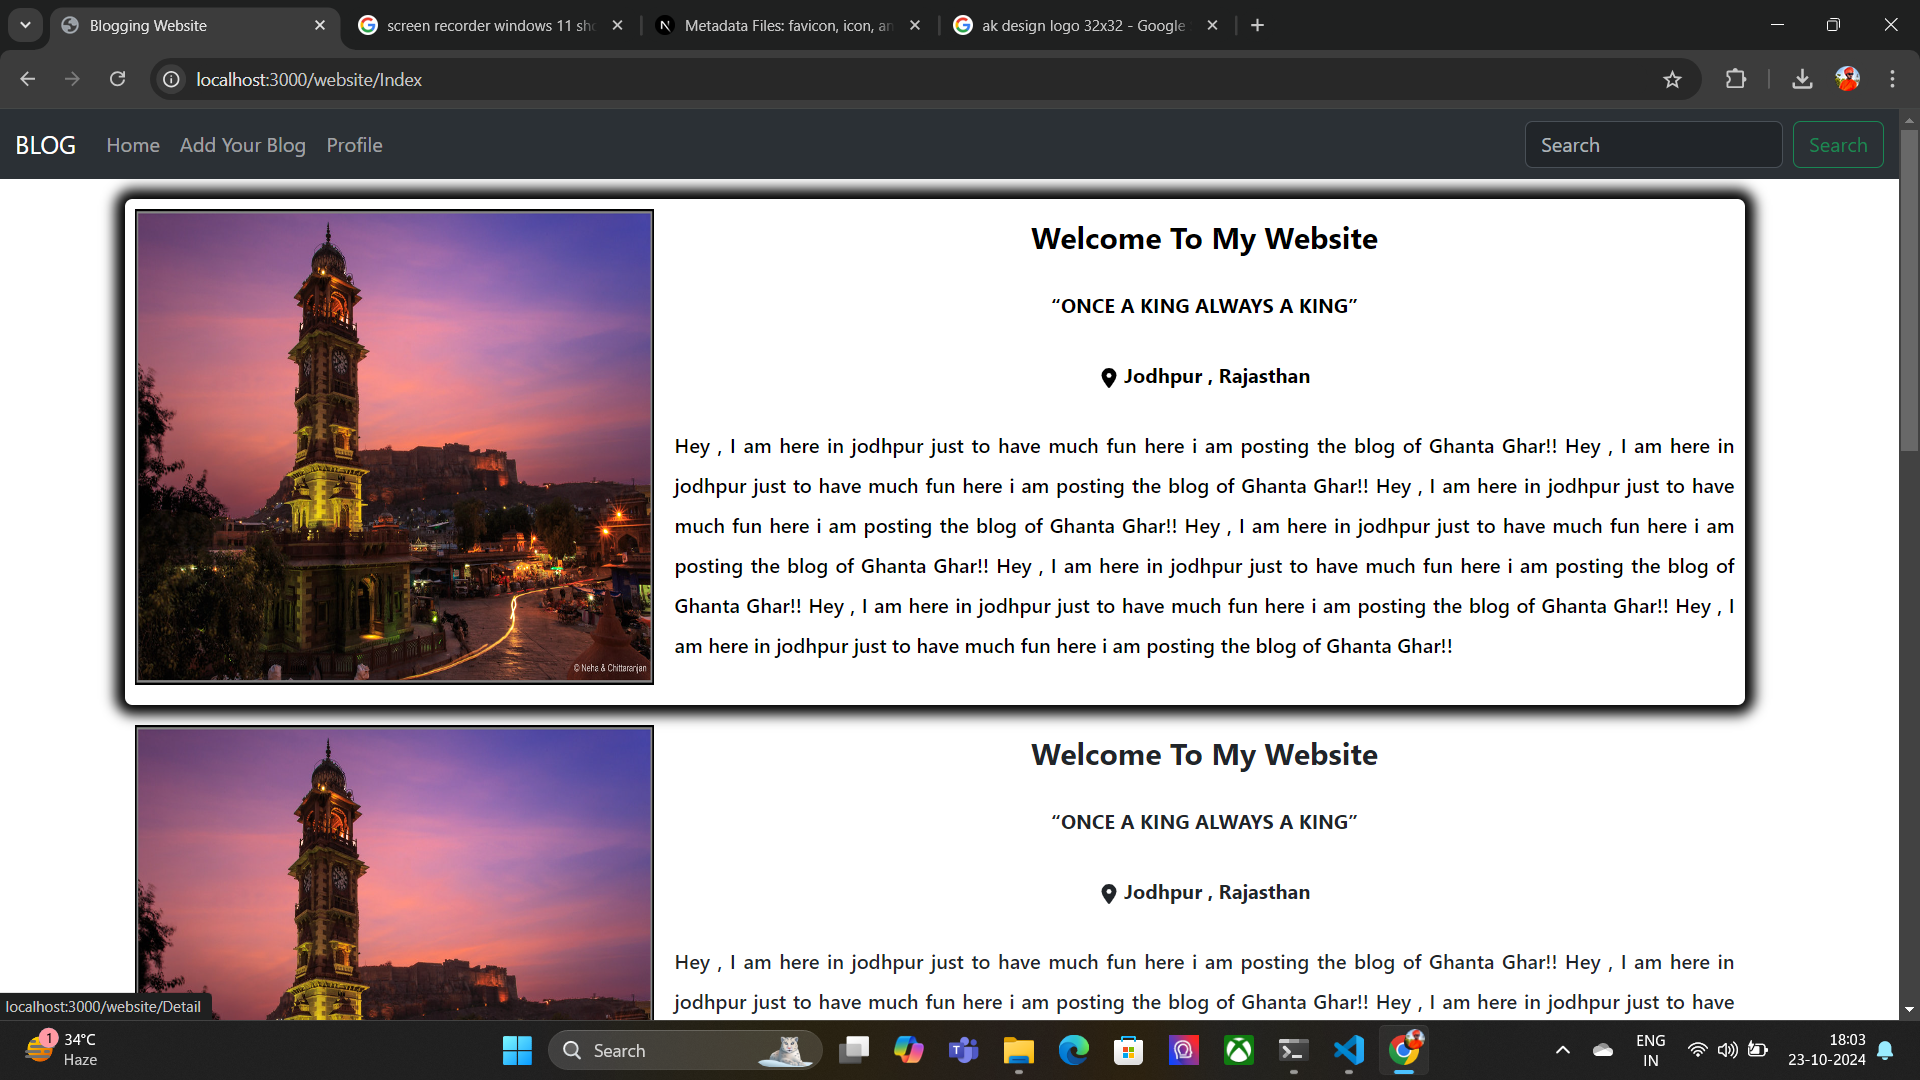 Blogging Website
screen recorder windows 11 sho
Metadata Files: favicon, icon, an
ak design logo 32x32 - Google
localhost:3000/website/Index
BLOG
Home
Add Your Blog
Profile
Search
Search
Welcome To My Website
“ONCE A KING ALWAYS A KING”
Jodhpur , Rajasthan
Hey , I am here in jodhpur just to have much fun here i am posting the blog of Ghanta Ghar!! Hey , I am here in
jodhpur just to have much fun here i am posting the blog of Ghanta Ghar!! Hey , I am here in jodhpur just to have
much fun here i am posting the blog of Ghanta Ghar!! Hey , I am here in jodhpur just to have much fun here i am
posting the blog of Ghanta Ghar!! Hey , I am here in jodhpur just to have much fun here i am posting the blog of
Ghanta Ghar!! Hey , I am here in jodhpur just to have much fun here i am posting the blog of Ghanta Ghar!! Hey , I
am here in jodhpur just to have much fun here i am posting the blog of Ghanta Ghar!!
© Neha & Chittaranjan
Welcome To My Website
“ONCE A KING ALWAYS A KING”
Jodhpur , Rajasthan
Hey , I am here in jodhpur just to have much fun here i am posting the blog of Ghanta Ghar!! Hey , I am here in
jodhpur just to have much fun here i am posting the blog of Ghanta Ghar!! Hey , I am here in jodhpur just to have
localhost:3000/website/Detail
1
34°C
Haze
Search
ENG
IN
18:03
23-10-2024